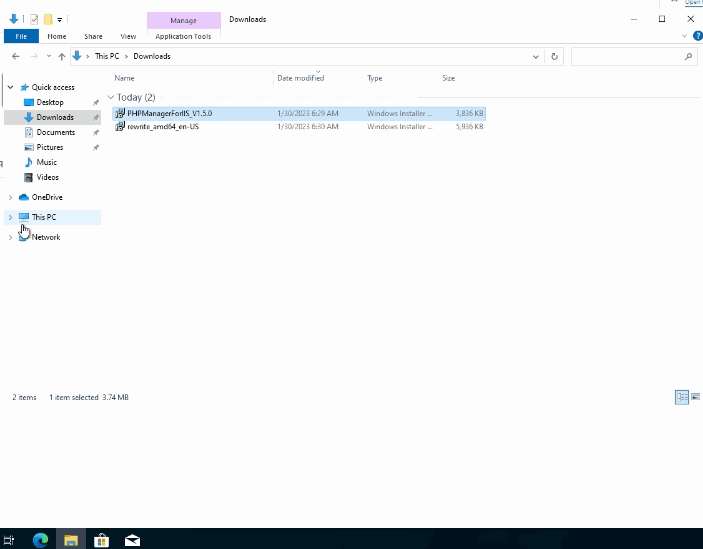 Open
Manage
Downloads
File
Home
Share
View
Application Tools
This PC
Downloads
Name
Date modified
Type
Size
Quick access
Today (2)
Desktop
PHPManagerForIIS_V1.5.0 1/30/2023 6:29 AM Windows Installer ... 3,836 KB
Downloads
rewrite_amd64_en-US 1/30/2023 6:30 AM Windows Installer ... 5,936 KB
Documents
Pictures
Music
Videos
OneDrive
This PC
Network
2 items 1 item selected 3.74 MB